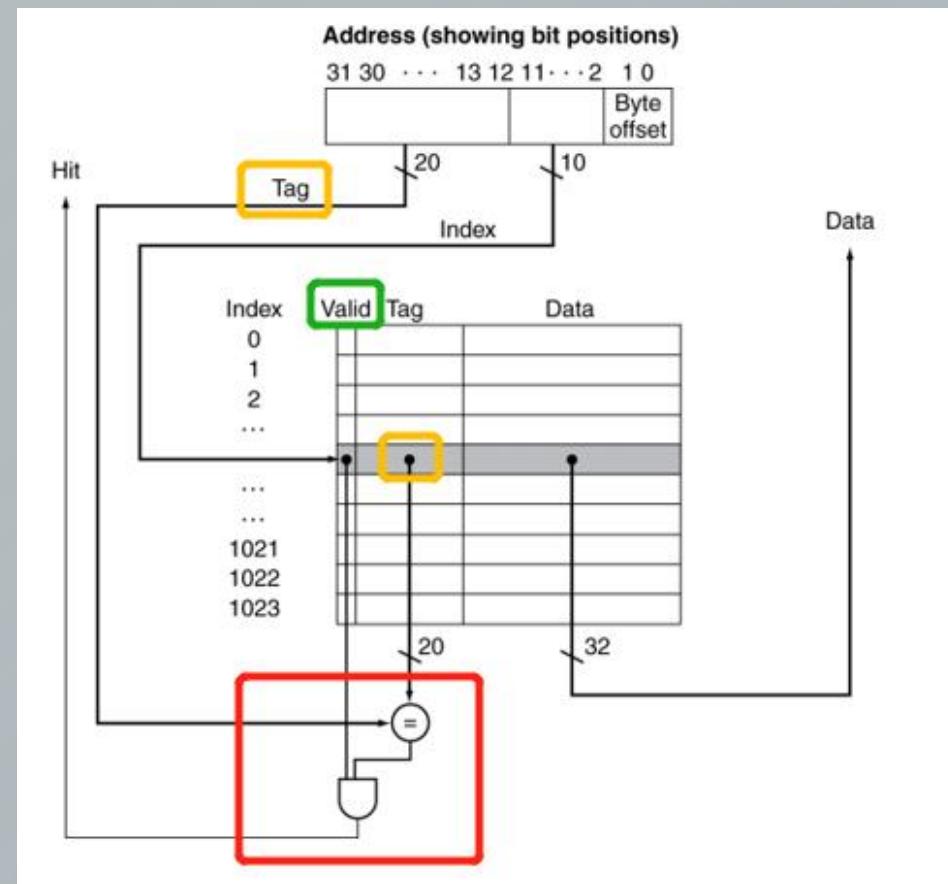 Address (showing bit positions)
31 30 · · · 13 12 11 · · · 2 1 0
Byte
offset
20 10
Hit
Tag
Index
Data
Index Valid Tag Data
0
1
2
...
...
...
1021
1022
1023
20 32
=